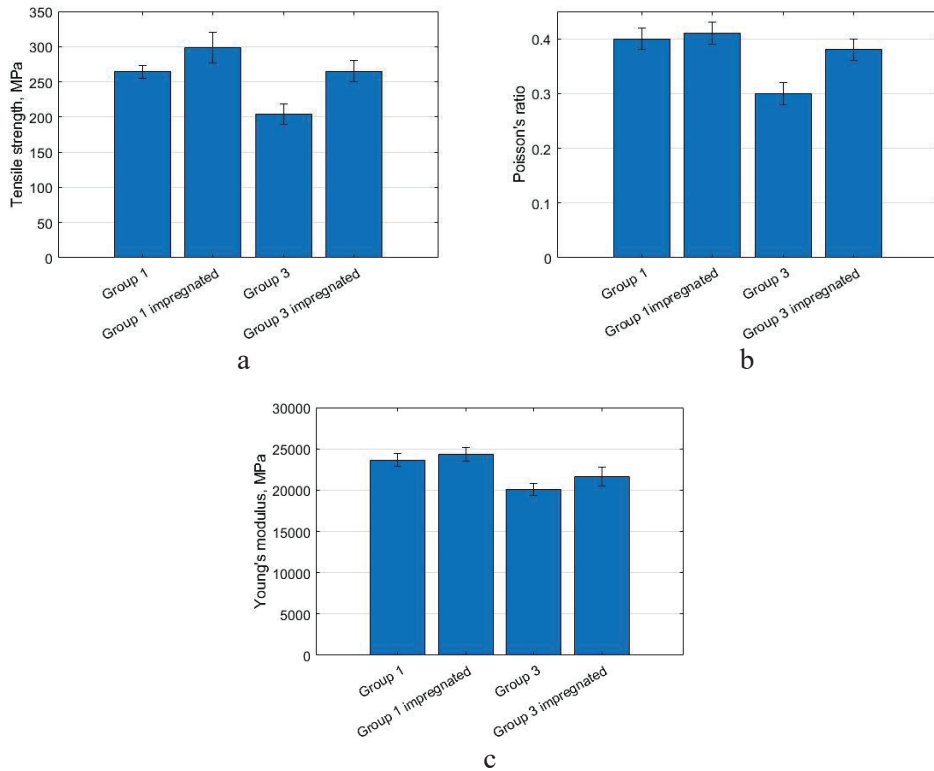 Tensile strength, MPa
350
300
250
200
150
100
50
0
Group 1
Group 1 impregnated
Group 3
Group 3 impregnated
a
Poisson's ratio
0.4
0.3
0.2
0.1
0
Group 1
Group 1impregnated
Group 3
Group 3 impregnated
b
Young's modulus, MPa
30000
25000
20000
15000
10000
5000
0
Group 1
Group 1 impregnated
Group 3
Group 3 impregnated
c